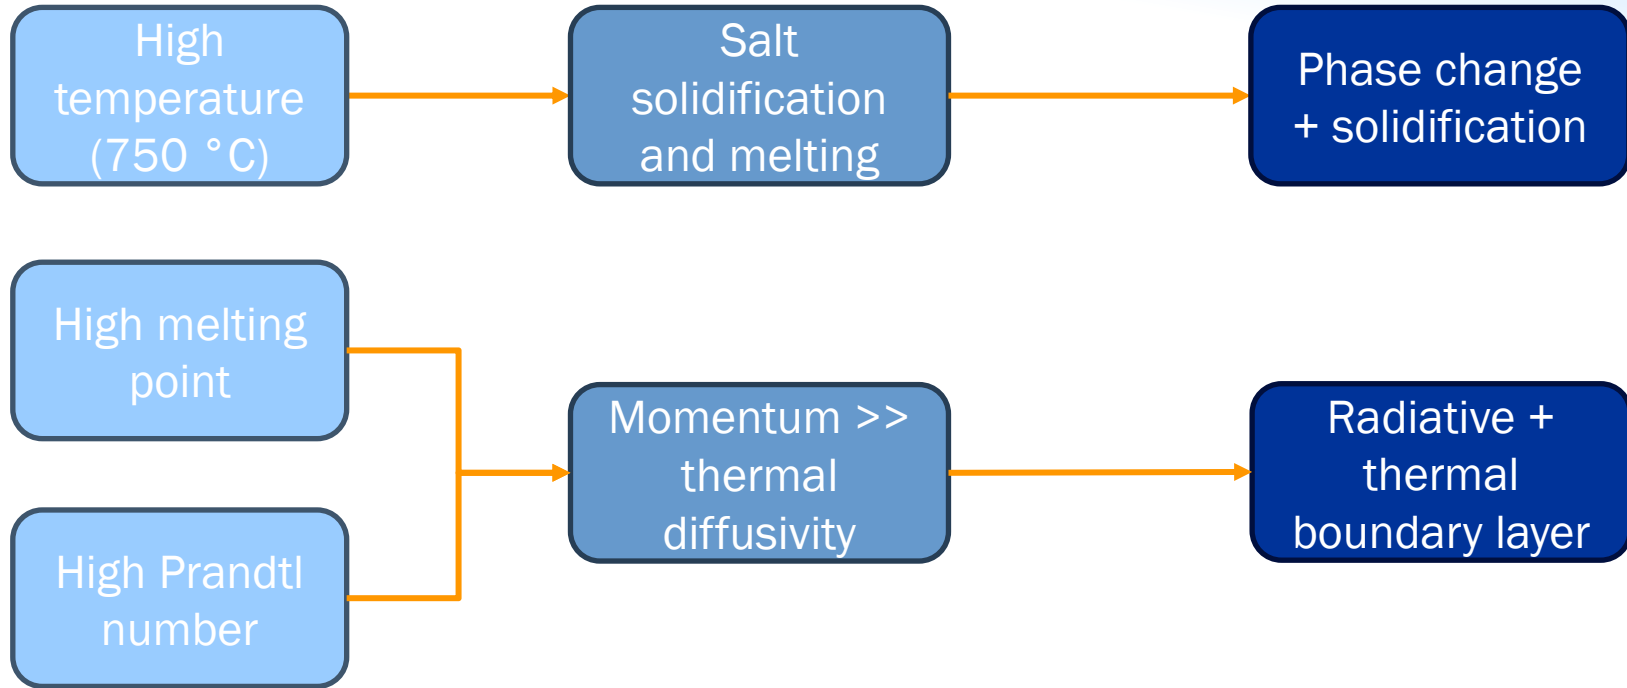 High
temperature
(750 °C)
Salt
solidification
and melting
Phase change
+ solidification
High melting
point
Momentum >>
thermal
diffusivity
Radiative +
thermal
boundary layer
High Prandtl
number